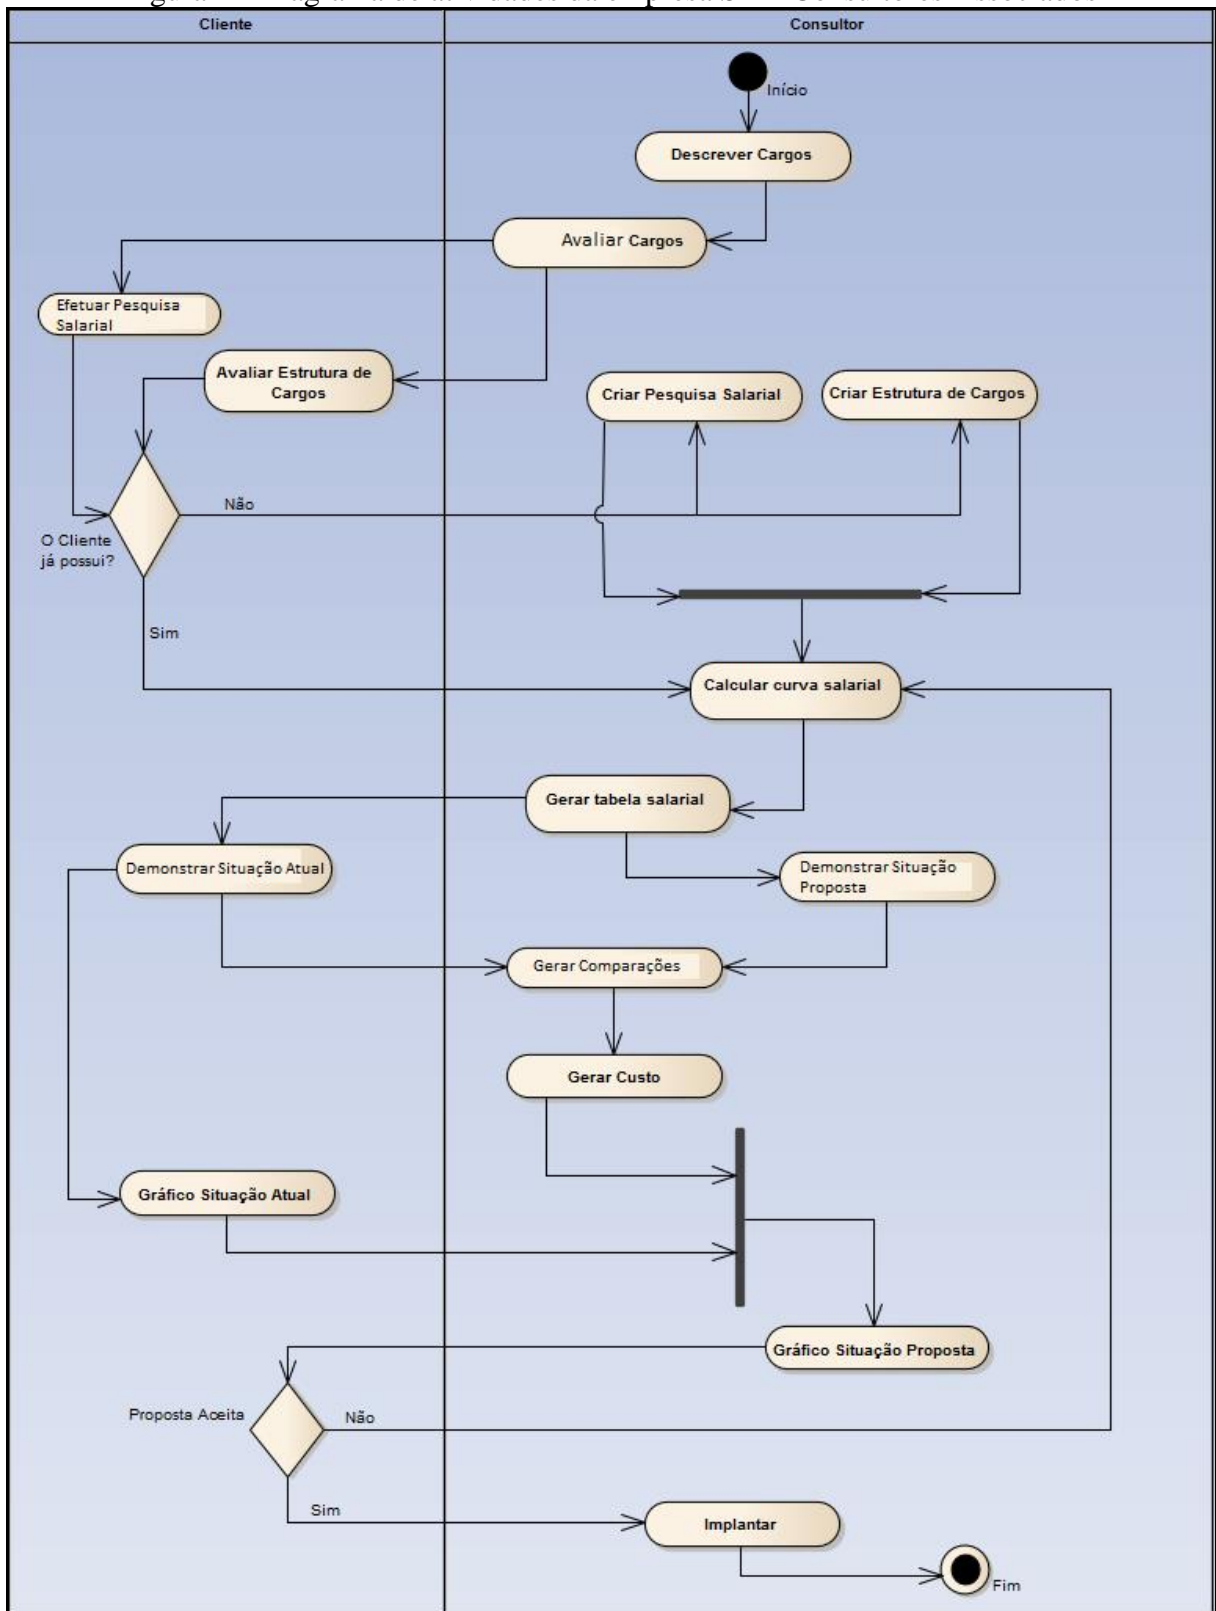 Cliente
Consultor
Início
Descrever Cargos
Avaliar Cargos
Efetuar Pesquisa
Salarial
Avaliar Estrutura de
Cargos
Criar Pesquisa Salarial
Criar Estrutura de Cargos
Não
O Cliente
já possui?
Sim
Calcular curva salarial
Gerar tabela salarial
Demonstrar Situação Atual
Demonstrar Situação
Proposta
Gerar Comparações
Gerar Custo
Gráfico Situação Atual
Gráfico Situação Proposta
Proposta Aceita
Não
Sim
Implantar
Fim